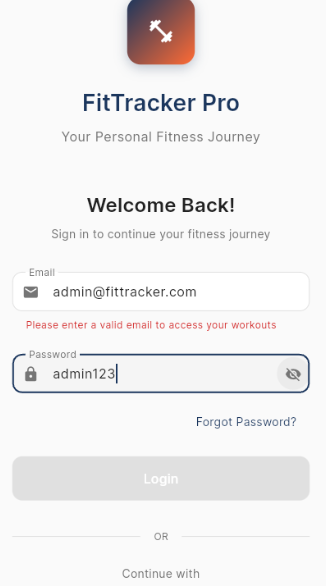 FitTracker Pro
Your Personal Fitness Journey
Welcome Back!
Sign in to continue your fitness journey
Email
admin@fittracker.com
Please enter a valid email to access your workouts
Password
admin123
Forgot Password?
Login
OR
Continue with